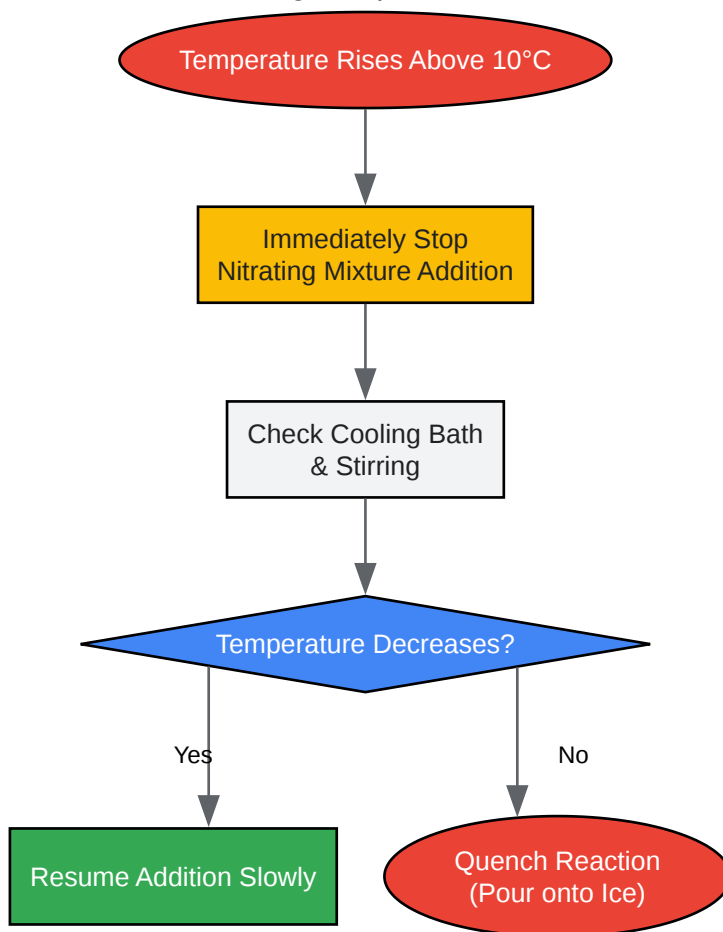 Temperature Rises Above 10°C
Immediately Stop
Nitrating Mixture Addition
Check Cooling Bath
& Stirring
Temperature Decreases?
Yes
No
Resume Addition Slowly
Quench Reaction
(Pour onto Ice)